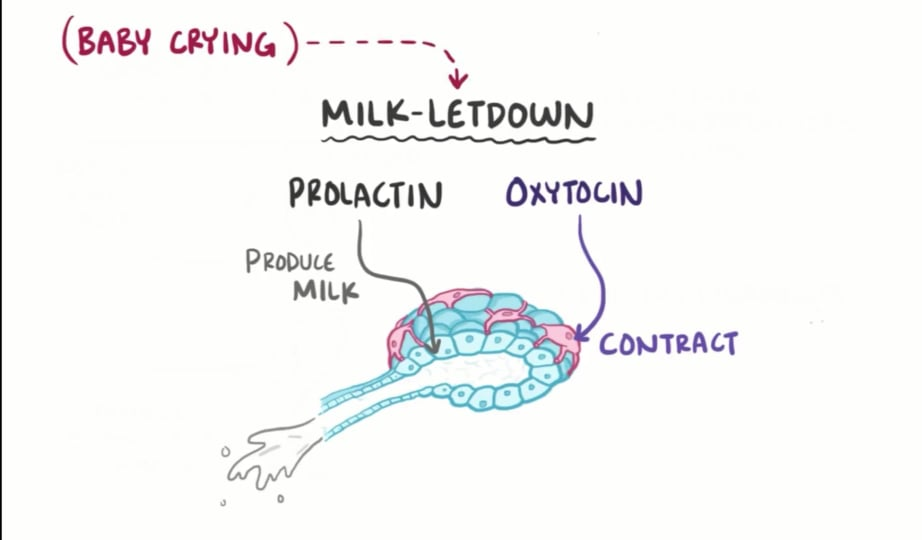 (BABY CRYING)
MILK-LETDOWN
PROLACTIN
OXYTOCIN
PRODUCE
MILK
CONTRACT